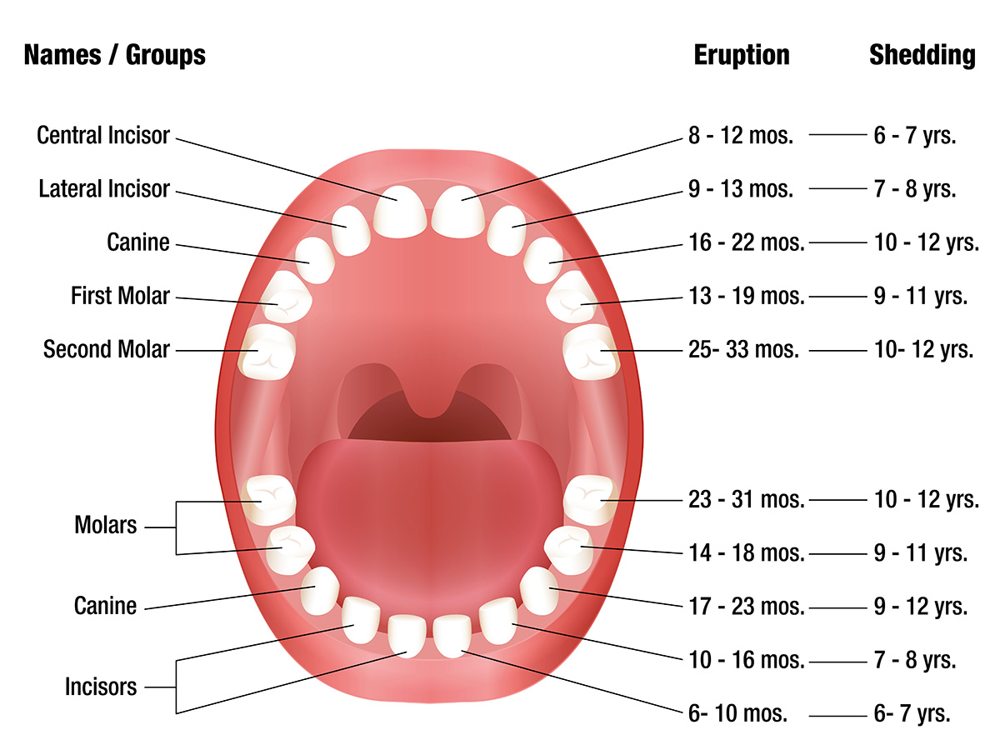 Names / Groups Eruption Shedding
Central Incisor 8 - 12 mos. 6 - 7 yrs.
Lateral Incisor 9 - 13 mos. 7 - 8 yrs.
Canine 16 - 22 mos. 10 - 12 yrs.
First Molar 13 - 19 mos. 9 - 11 yrs.
Second Molar 25- 33 mos. 10- 12 yrs.
23 - 31 mos. 10 - 12 yrs.
Molars
14 - 18 mos. 9 - 11 yrs.
Canine 17 - 23 mos. 9 - 12 yrs.
10 - 16 mos. 7 - 8 yrs.
Incisors
6- 10 mos. 6- 7 yrs.